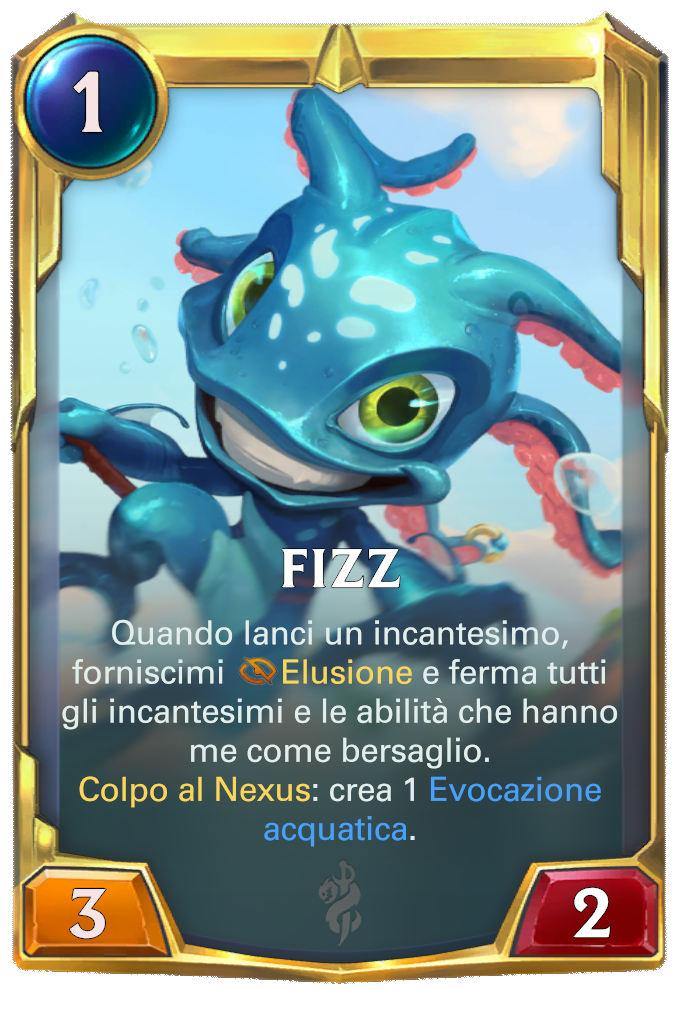 1
FIZZ
Quando lanci un incantesimo,
forniscimi Elusione e ferma tutti
gli incantesimi e le abilità che hanno
me come bersaglio.
Colpo al Nexus: crea 1 Evocazione
acquatica.
3
2